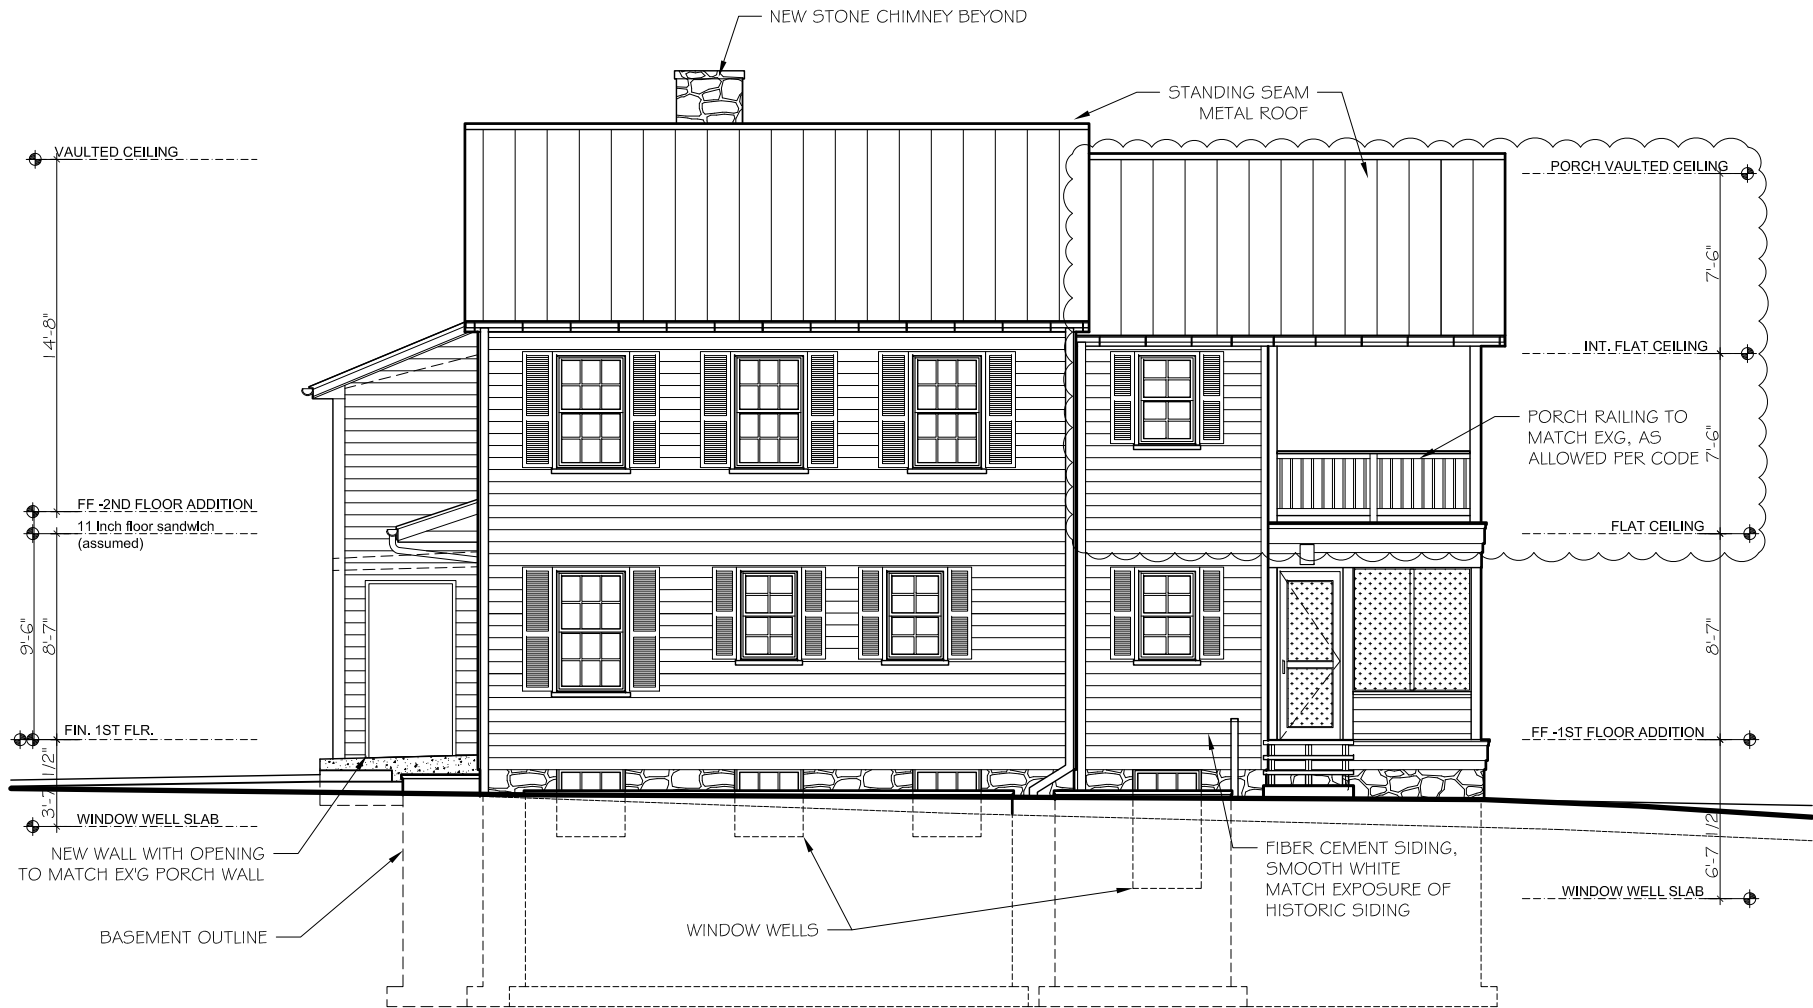 NEW STONE CHIMNEY BEYOND
STANDING SEAM
METAL ROOF
VAULTED CEILING
PORCH VAULTED CEILING
7'-6"
14'-8"
INT. FLAT CEILING
PORCH RAILING TO
MATCH EXG, AS
ALLOWED PER CODE
7'-6"
FF -2ND FLOOR ADDITION
11 Inch floor sandwich
(assumed)
FLAT CEILING
9'-6"
8'-7"
8'-7"
FIN. 1ST FLR.
FF -1ST FLOOR ADDITION
3'-7 1/2"
WINDOW WELL SLAB
NEW WALL WITH OPENING
TO MATCH EX'G PORCH WALL
FIBER CEMENT SIDING,
SMOOTH WHITE
MATCH EXPOSURE OF
HISTORIC SIDING
6'-7 1/2
WINDOW WELL SLAB
WINDOW WELLS
BASEMENT OUTLINE